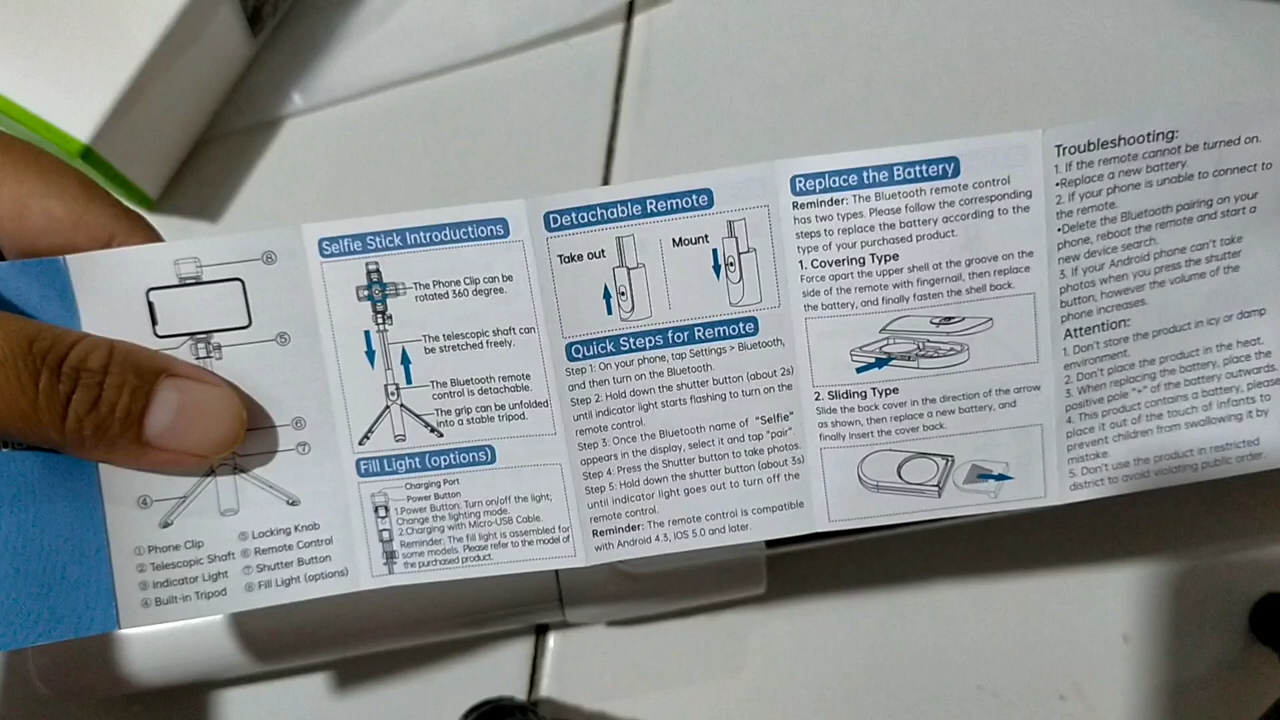 ⑧
⑤
⑥
⑦
④
① Phone Clip
② Telescopic Shaft
③ Indicator Light
④ Built-in Tripod
⑤ Locking Knob
⑥ Remote Control
⑦ Shutter Button
⑧ Fill Light (options)
Selfie Stick Introductions
The Phone Clip can be
rotated 360 degree.
The telescopic shaft can
be stretched freely.
The Bluetooth remote
control is detachable.
The grip can be unfolded
into a stable tripod.
Fill Light (options)
Charging Port
Power Button
1.Power Button: Turn on/off the light;
Change the lighting mode.
2.Charging with Micro-USB Cable.
Reminder: The fill light is assembled for
some models. Please refer to the model of
the purchased product.
Detachable Remote
Take out
Mount
Quick Steps for Remote
Step 1: On your phone, tap Settings > Bluetooth,
and then turn on the Bluetooth.
Step 2: Hold down the shutter button (about 2s)
until indicator light starts flashing to turn on the
remote control.
Step 3: Once the Bluetooth name of "Selfie"
appears in the display, select it and tap "pair".
Step 4: Press the Shutter button to take photos.
Step 5: Hold down the shutter button (about 3s)
until indicator light goes out to turn off the
remote control.
Reminder: The remote control is compatible
with Android 4.3, IOS 5.0 and later.
Replace the Battery
Reminder: The Bluetooth remote control
has two types. Please follow the corresponding
steps to replace the battery according to the
type of your purchased product.
1. Covering Type
Force apart the upper shell at the groove on the
side of the remote with fingernail, then replace
the battery, and finally fasten the shell back.
2. Sliding Type
Slide the back cover in the direction of the arrow
as shown, then replace a new battery, and
finally insert the cover back.
Troubleshooting:
1. If the remote cannot be turned on.
•Replace a new battery.
2. If your phone is unable to connect to
the remote.
•Delete the Bluetooth pairing on your
phone, reboot the remote and start a
new device search.
3. If your Android phone can't take
photos when you press the shutter
button, however the volume of the
phone increases.
Attention:
1. Don't store the product in icy or damp
environment.
2. Don't place the product in the heat.
3. When replacing the battery, place the
positive pole "+" of the battery outwards.
4. This product contains a battery, please
place it out of the touch of infants to
prevent children from swallowing it by
mistake.
5. Don't use the product in restricted
district to avoid violating public order.